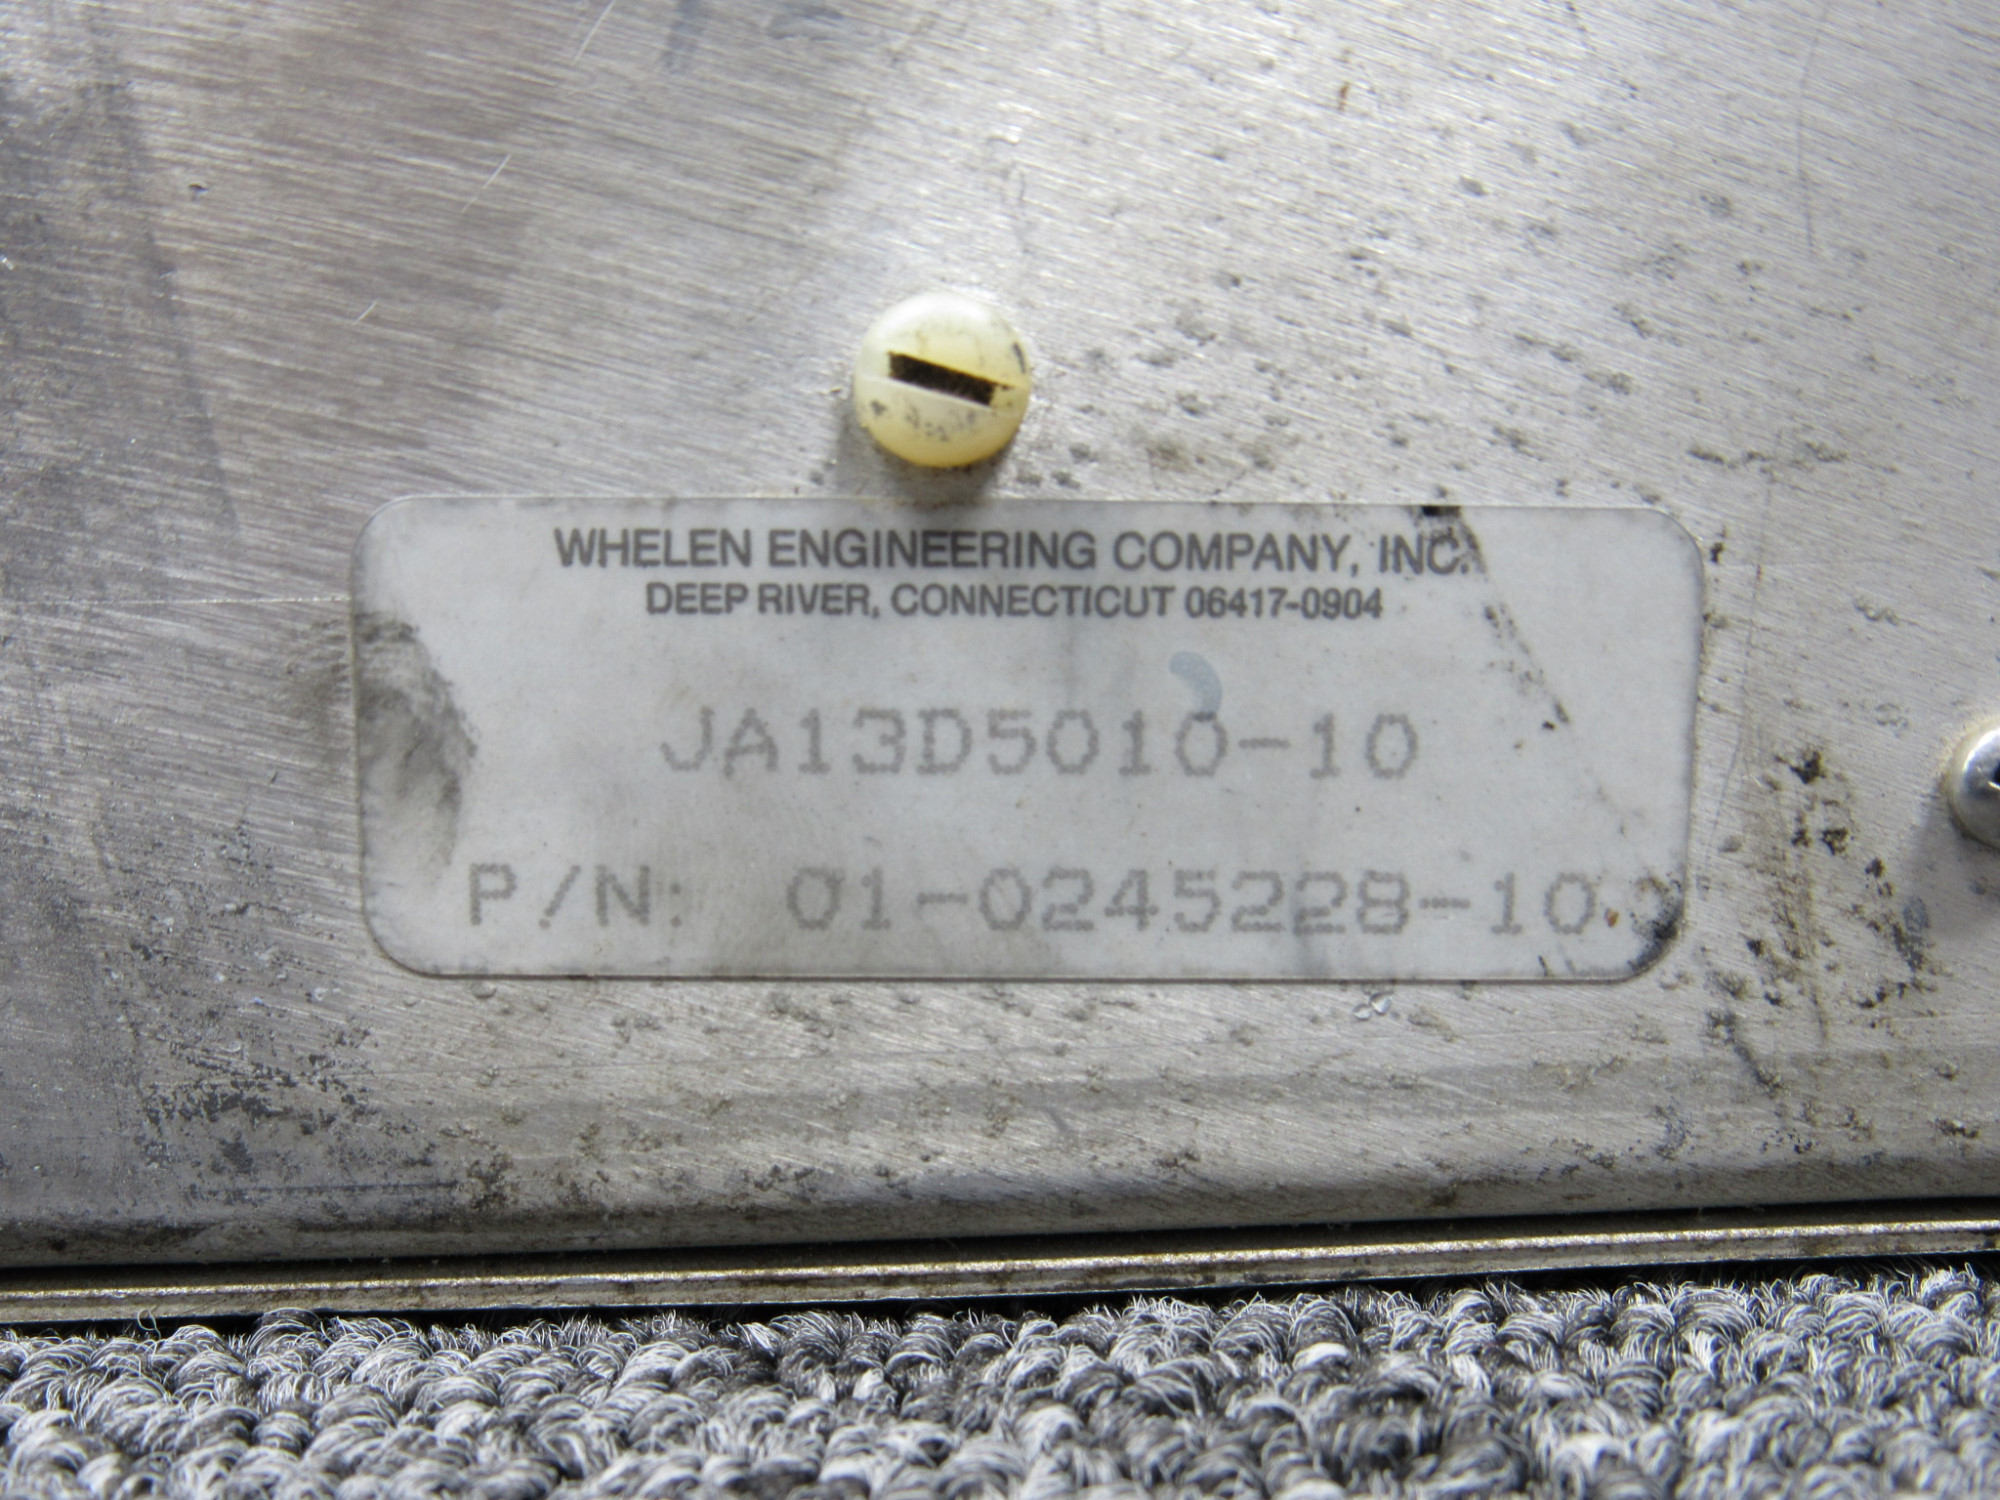 WHELEN ENGINEERING COMPANY, INC.
DEEP RIVER, CONNECTICUT 06417-0904
JA13D5010-10
P/N: 01-0245228-10